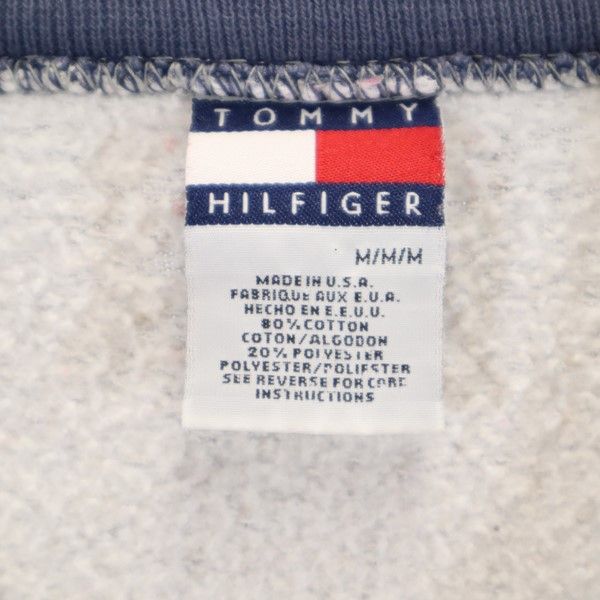 TOMMY
HILFIGER
M/M/M
MADE IN U.S.A.
FABRIQUE AUX E.U.A.
HECHO EN E.E.U.U.
80% COTTON
COTON/ALGODON
20% POLYESTER
POLYESTER/POLIESTER
SEE REVERSE FOR CARE
INSTRUCTIONS